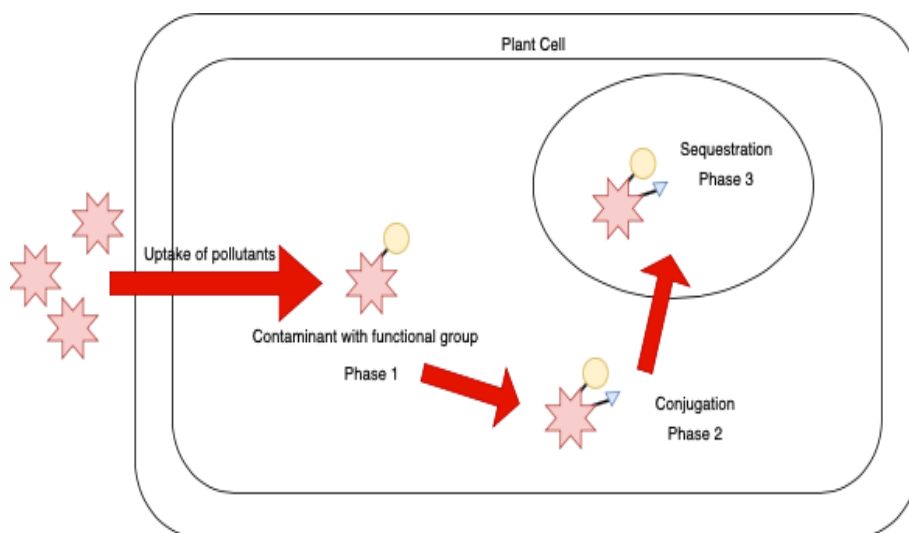 Plant Cell
Sequestration
Phase 3
Uptake of pollutants
Contaminant with functional group
Phase 1
Conjugation
Phase 2